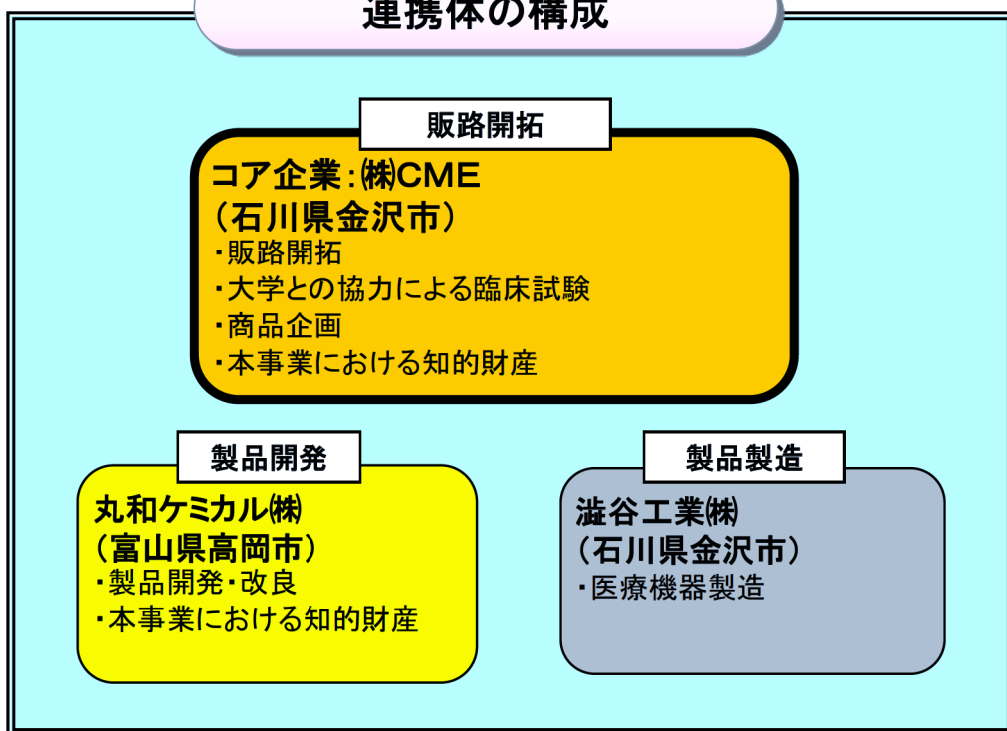 連携体の構成
販路開拓
コア企業:㈱CME
(石川県金沢市)
・販路開拓
・大学との協力による臨床試験
・商品企画
・本事業における知的財産
製品開発
丸和ケミカル㈱
(富山県高岡市)
・製品開発・改良
・本事業における知的財産
製品製造
澁谷工業㈱
(石川県金沢市)
・医療機器製造